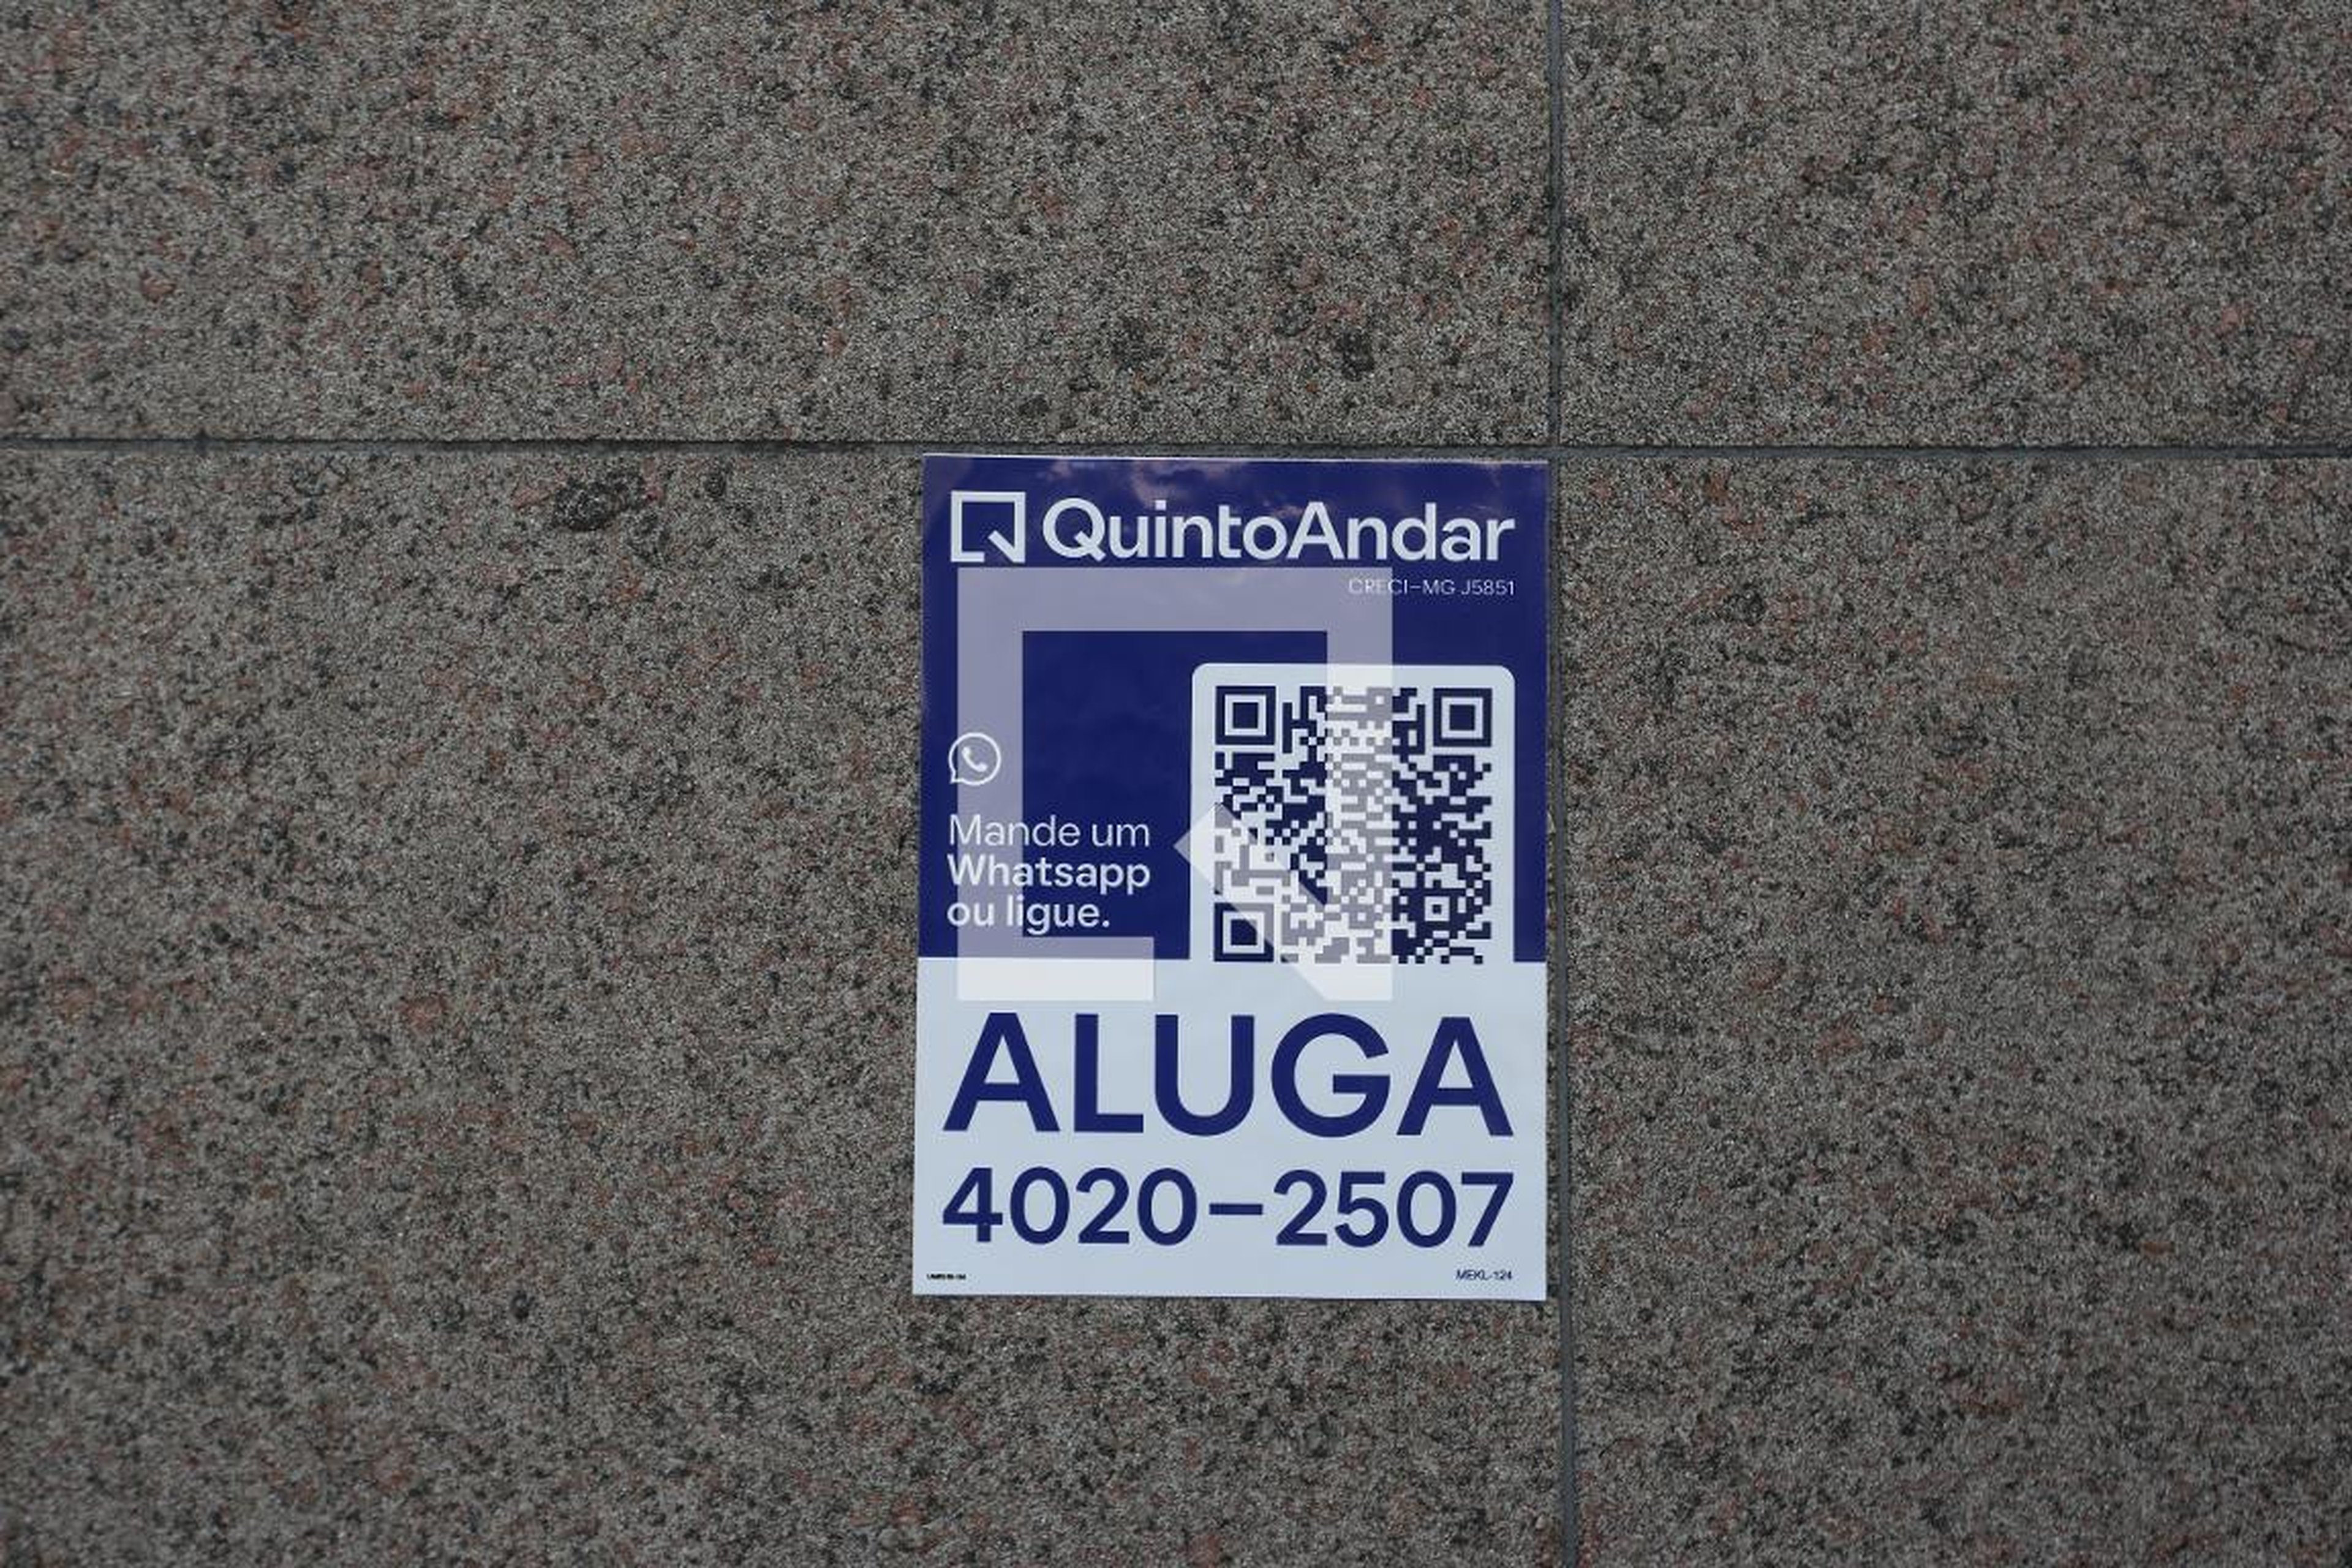 QuintoAndar
CRECI-MG J5851
Mande um
Whatsapp
ou ligue.
ALUGA
4020-2507
MEKL-124